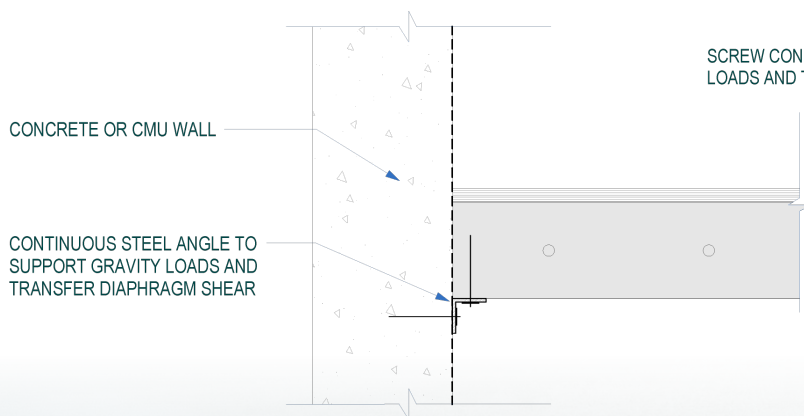 SCREW CON
LOADS AND
CONCRETE OR CMU WALL
CONTINUOUS STEEL ANGLE TO
SUPPORT GRAVITY LOADS AND
TRANSFER DIAPHRAGM SHEAR